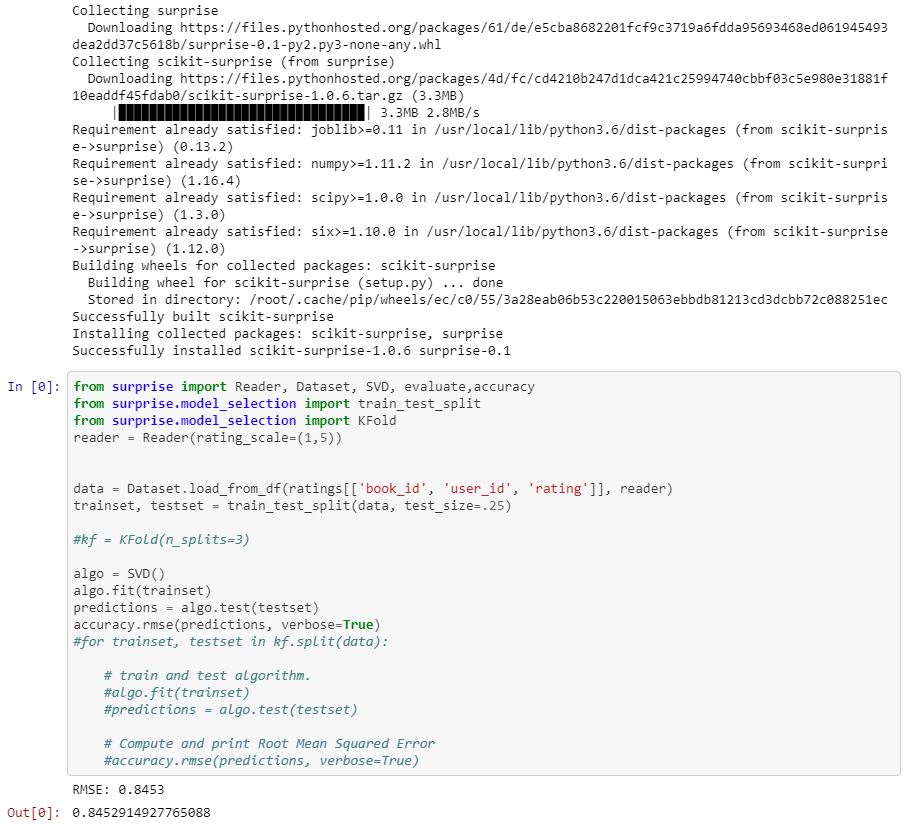 Collecting surprise
  Downloading https://files.pythonhosted.org/packages/61/de/e5cba8682201fcf9c3719a6fdda95693468ed061945493
dea2dd37c5618b/surprise-0.1-py2.py3-none-any.whl
Collecting scikit-surprise (from surprise)
  Downloading https://files.pythonhosted.org/packages/4d/fc/cd4210b247d1dca421c25994740cbbf03c5e980e31881f
10eaddf45fdab0/scikit-surprise-1.0.6.tar.gz (3.3MB)
     |████████████████████████████████| 3.3MB 2.8MB/s
Requirement already satisfied: joblib>=0.11 in /usr/local/lib/python3.6/dist-packages (from scikit-surpris
e->surprise) (0.13.2)
Requirement already satisfied: numpy>=1.11.2 in /usr/local/lib/python3.6/dist-packages (from scikit-surpri
se->surprise) (1.16.4)
Requirement already satisfied: scipy>=1.0.0 in /usr/local/lib/python3.6/dist-packages (from scikit-surpris
e->surprise) (1.3.0)
Requirement already satisfied: six>=1.10.0 in /usr/local/lib/python3.6/dist-packages (from scikit-surprise
->surprise) (1.12.0)
Building wheels for collected packages: scikit-surprise
  Building wheel for scikit-surprise (setup.py) ... done
  Stored in directory: /root/.cache/pip/wheels/ec/c0/55/3a28eab06b53c220015063ebbdb81213cd3dcbb72c088251ec
Successfully built scikit-surprise
Installing collected packages: scikit-surprise, surprise
Successfully installed scikit-surprise-1.0.6 surprise-0.1
In [0]: from surprise import Reader, Dataset, SVD, evaluate,accuracy
from surprise.model_selection import train_test_split
from surprise.model_selection import KFold
reader = Reader(rating_scale=(1,5))
data = Dataset.load_from_df(ratings[['book_id', 'user_id', 'rating']], reader)
trainset, testset = train_test_split(data, test_size=.25)
#kf = KFold(n_splits=3)
algo = SVD()
algo.fit(trainset)
predictions = algo.test(testset)
accuracy.rmse(predictions, verbose=True)
#for trainset, testset in kf.split(data):
    # train and test algorithm.
    #algo.fit(trainset)
    #predictions = algo.test(testset)
    # Compute and print Root Mean Squared Error
    #accuracy.rmse(predictions, verbose=True)
RMSE: 0.8453
Out[0]: 0.8452914927765088